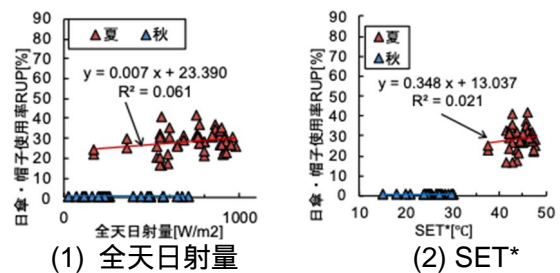 日傘・帽子使用率RUP[%]
90
80
70
60
50
40
30
20
10
0
▲夏 ▲秋
y = 0.007 x + 23.390
R² = 0.061
0 1000
全天日射量[W/m2]
(1) 全天日射量
日傘・帽子使用率RUP[%]
90
80
70
60
50
40
30
20
10
0
▲夏
▲秋
y = 0.348 x + 13.037
R² = 0.021
10 20 30 40 50
SET*[℃]
(2) SET*